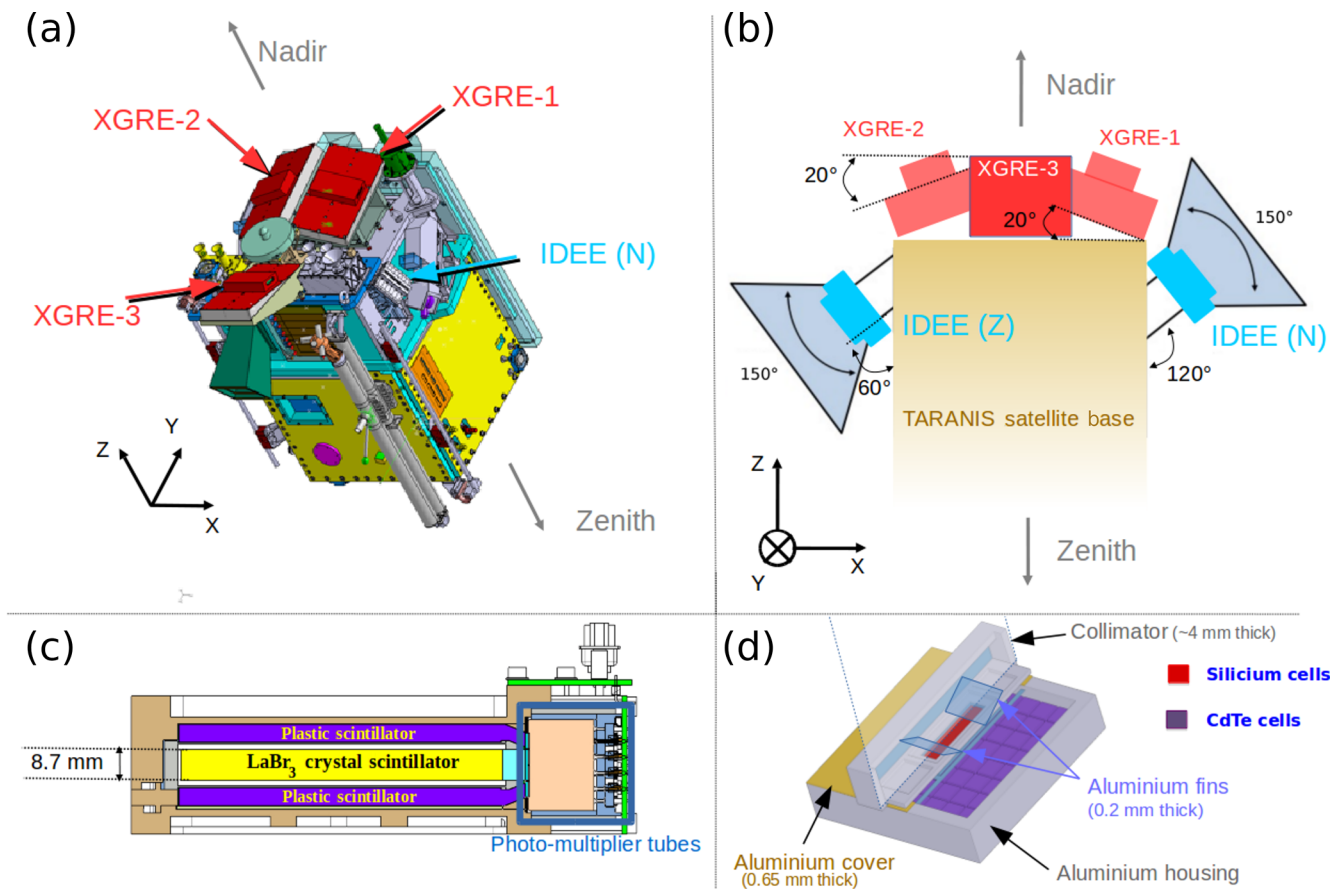 (a)
Nadir
XGRE-1
XGRE-2
IDEE (N)
XGRE-3
Y
Z
X
Zenith
(b)
Nadir
XGRE-2
XGRE-1
XGRE-3
20°
150°
20°
IDEE (Z)
IDEE (N)
150°
60°
120°
TARANIS satellite base
Z
Zenith
X
Y
(c)
Plastic scintillator
8.7 mm
LaBr3 crystal scintillator
Plastic scintillator
Photo-multiplier tubes
(d)
Collimator (~4 mm thick)
Silicium cells
CdTe cells
Aluminium fins
(0.2 mm thick)
Aluminium cover
(0.65 mm thick)
Aluminium housing